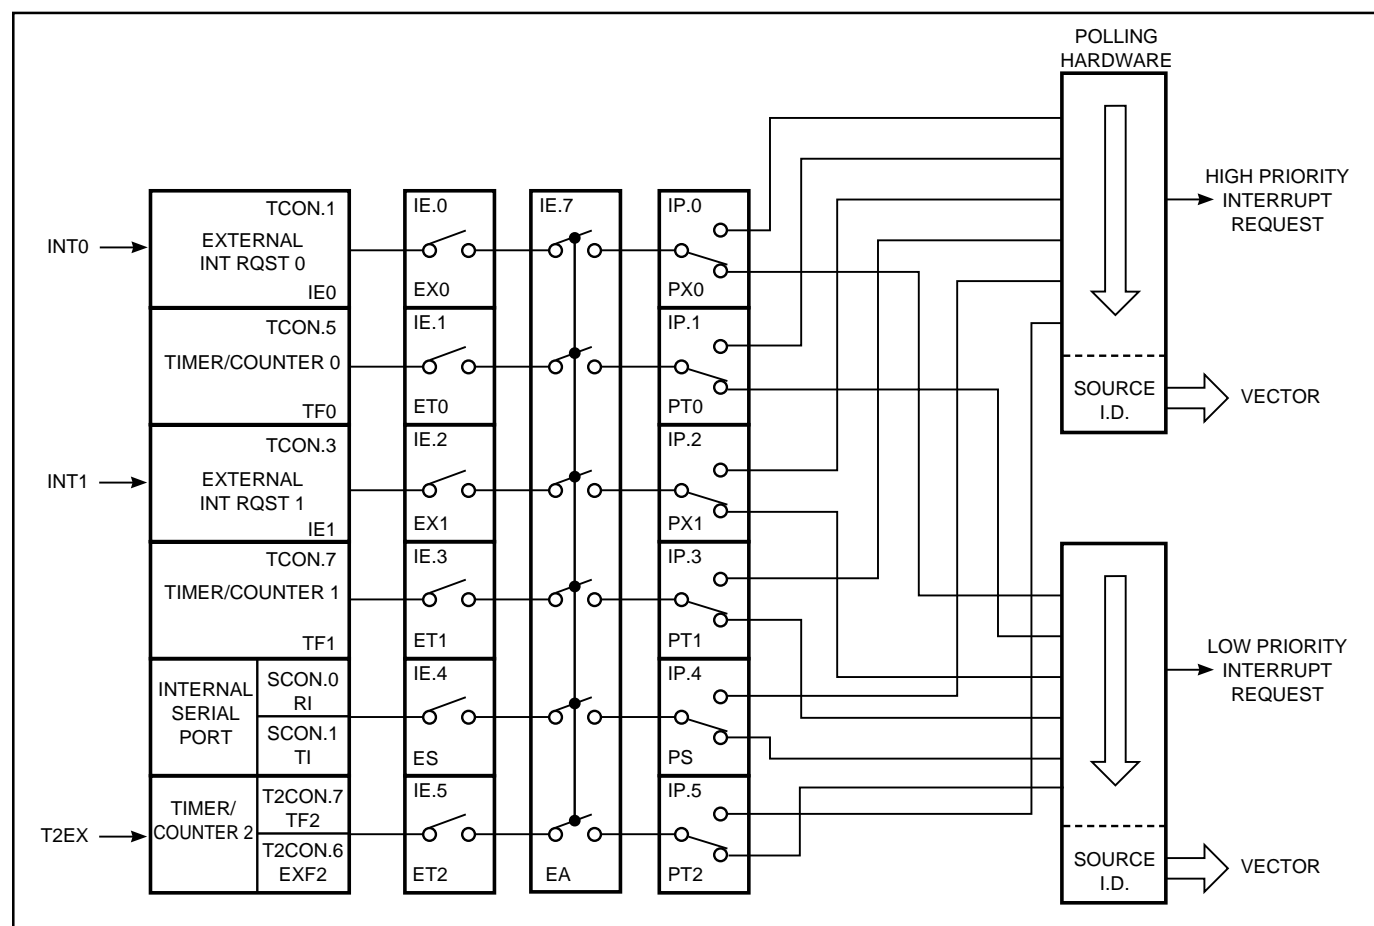 POLLING
HARDWARE
HIGH PRIORITY
INTERRUPT
REQUEST
SOURCE
I.D.
VECTOR
INT0
TCON.1
EXTERNAL
INT RQST 0
IE0
IE.0
EX0
IE.7
IP.0
PX0
TCON.5
TIMER/COUNTER 0
TF0
IE.1
ET0
IP.1
PT0
INT1
TCON.3
EXTERNAL
INT RQST 1
IE1
IE.2
EX1
IP.2
PX1
TCON.7
TIMER/COUNTER 1
TF1
IE.3
ET1
IP.3
PT1
INTERNAL
SERIAL
PORT
SCON.0
RI
SCON.1
TI
IE.4
ES
IP.4
PS
T2EX
TIMER/
COUNTER 2
T2CON.7
TF2
T2CON.6
EXF2
IE.5
ET2
EA
IP.5
PT2
LOW PRIORITY
INTERRUPT
REQUEST
SOURCE
I.D.
VECTOR